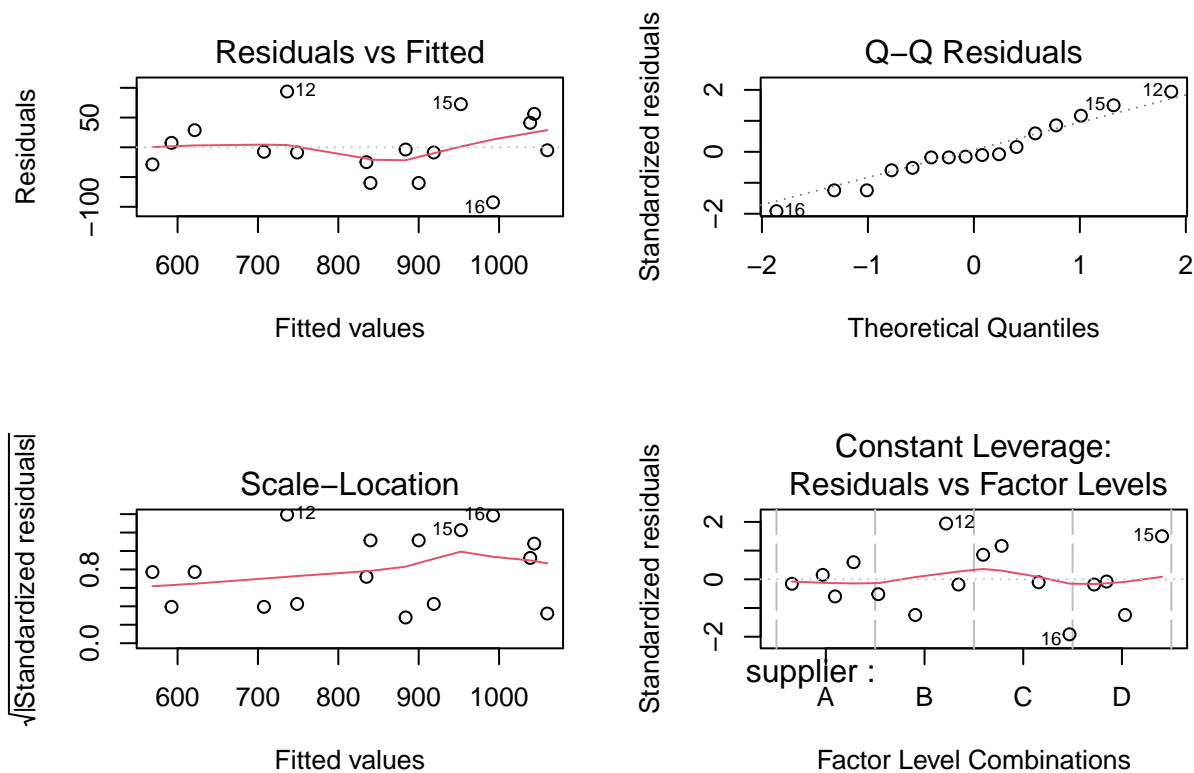 Residuals vs Fitted
Residuals
50
−100
12
15
16
600 700 800 900 1000
Fitted values
Q−Q Residuals
Standardized residuals
2
0
−2
15
12
16
−2 −1 0 1 2
Theoretical Quantiles
Scale−Location
√|Standardized residuals|
0.8
0.0
12
15
16
600 700 800 900 1000
Fitted values
Constant Leverage:
Residuals vs Factor Levels
Standardized residuals
2
0
−2
12
15
16
supplier :
A B C D
Factor Level Combinations